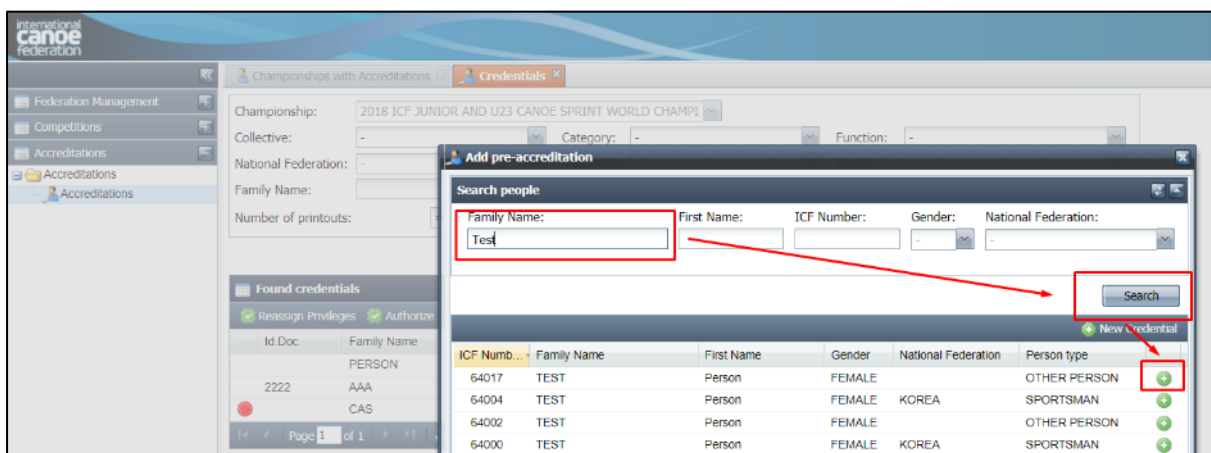 international
canoe
federation
Championships with Accreditations
Credentials
Federation Management
Competitions
Accreditations
Accreditations
Accreditations
Championship: 2018 ICF JUNIOR AND U23 CANOE SPRINT WORLD CHAMPI
Collective: - Category: - Function: -
National Federation: -
Family Name:
Number of printouts: =
Found credentials
Reassign Privileges Authorize
Id.Doc. Family Name
PERSON
2222 AAA
CAS
Page 1 of 1
Add pre-accreditation
Search people
Family Name: First Name: ICF Number: Gender: National Federation:
Test - -
Search
New Credential
ICF Numb... Family Name First Name Gender National Federation Person type
64017 TEST Person FEMALE OTHER PERSON
64004 TEST Person FEMALE KOREA SPORTSMAN
64002 TEST Person FEMALE OTHER PERSON
64000 TEST Person FEMALE KOREA SPORTSMAN